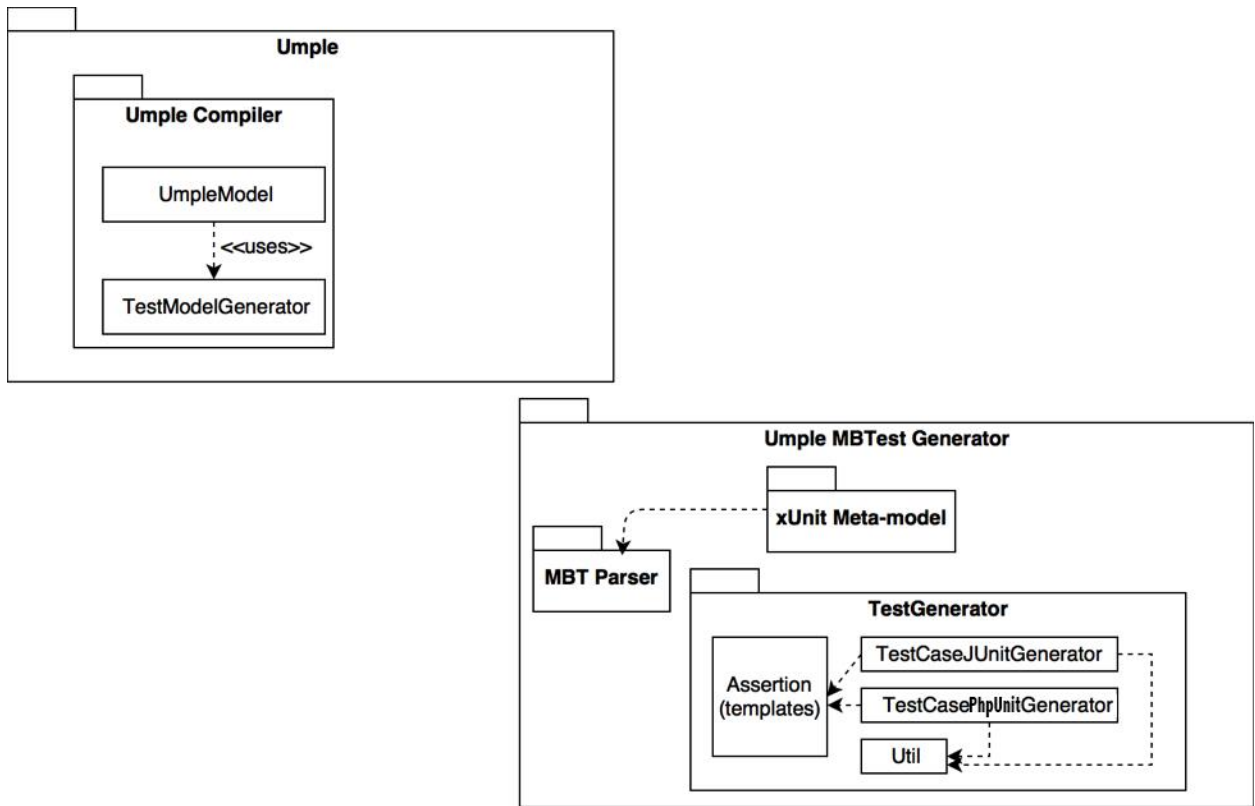 Umple
Umple Compiler
UmpleModel
<<uses>>
TestModelGenerator
Umple MBTest Generator
xUnit Meta-model
MBT Parser
TestGenerator
Assertion
(templates)
TestCaseJUnitGenerator
TestCasePhpUnitGenerator
Util